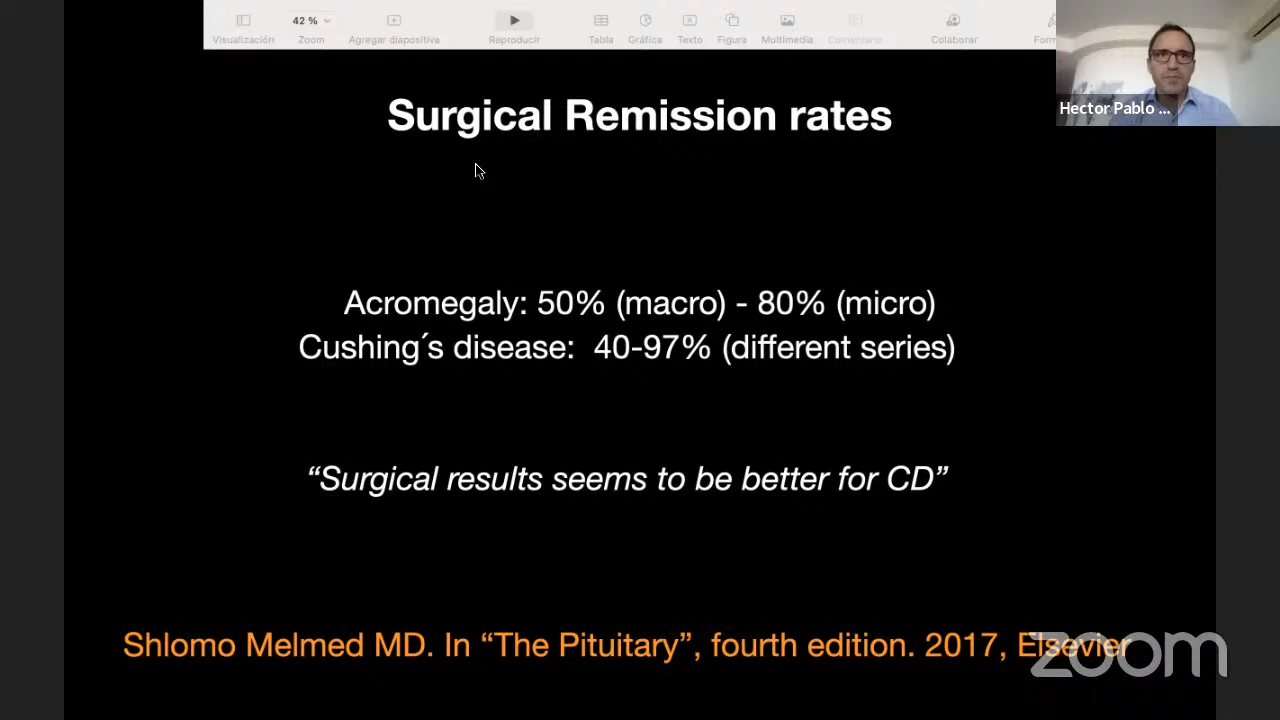 42 %
Visualización Zoom Agregar diapositiva Reproducir Tabla Gráfica Texto Figura Multimedia Comentario Colaborar
Hector Pablo ...
Surgical Remission rates
Acromegaly: 50% (macro) - 80% (micro)
Cushing´s disease: 40-97% (different series)
“Surgical results seems to be better for CD”
Shlomo Melmed MD. In “The Pituitary”, fourth edition. 2017, Elsevier
zoom